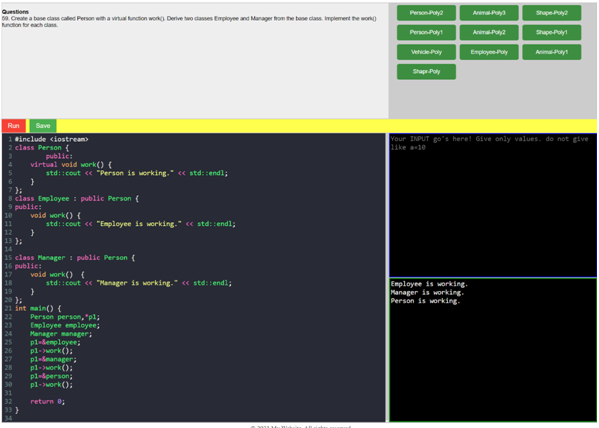 Questions
59. Create a base class called Person with a virtual function work(). Derive two classes Employee and Manager from the base class. Implement the work()
function for each class.
Person-Poly2 Animal-Poly3 Shape-Poly2
Person-Poly1 Animal-Poly2 Shape-Poly1
Vehicle-Poly Employee-Poly Animal-Poly1
Shapr-Poly
Run Save
1 #include <iostream>
2 class Person {
3 public:
4 virtual void work() {
5 std::cout << "Person is working." << std::endl;
6 }
7 };
8 class Employee : public Person {
9 public:
10 void work() {
11 std::cout << "Employee is working." << std::endl;
12 }
13 };
14
15 class Manager : public Person {
16 public:
17 void work() {
18 std::cout << "Manager is working." << std::endl;
19 }
20 };
21 int main() {
22 Person person,*p1;
23 Employee employee;
24 Manager manager;
25 p1=&employee;
26 p1->work();
27 p1=&manager;
28 p1->work();
29 p1=&person;
30 p1->work();
31
32 return 0;
33 }
34
Your INPUT go's here! Give only values. do not give
like a=10
Employee is working.
Manager is working.
Person is working.